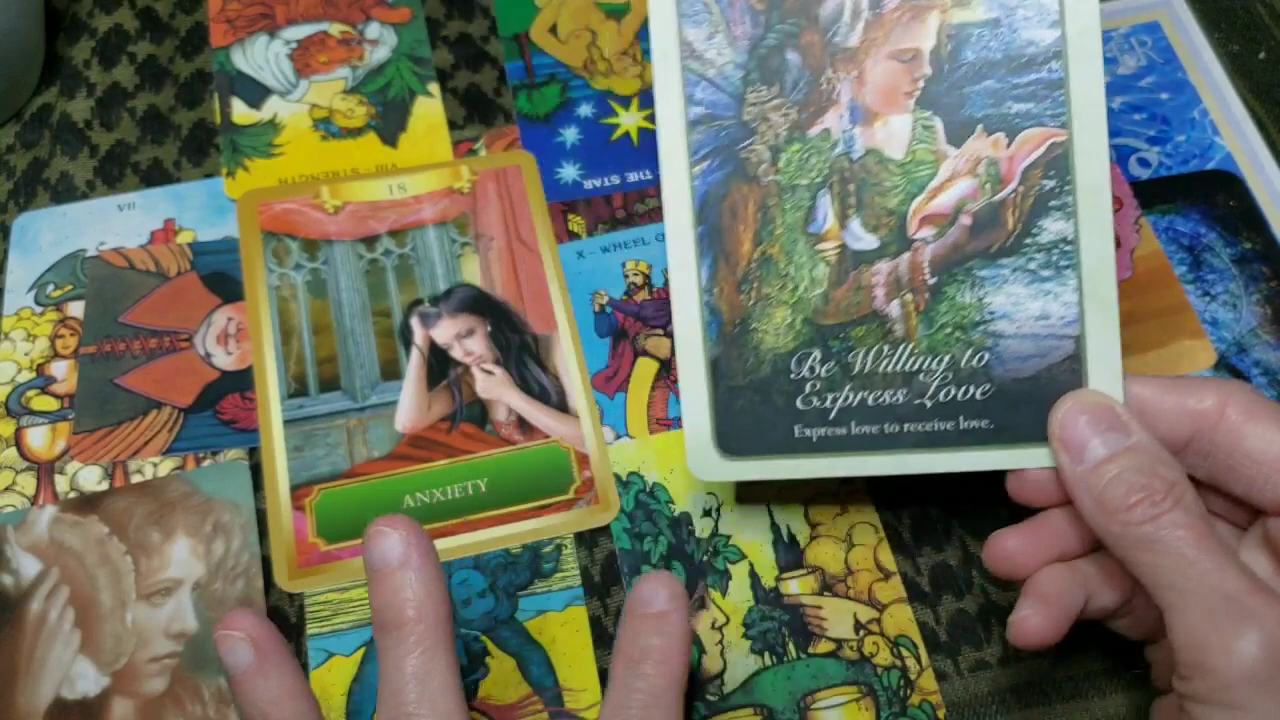 VIII - STRENGTH
THE STAR
VII
18
X - WHEEL O
ANXIETY
Be Willing to
Express Love
Express love to receive love.